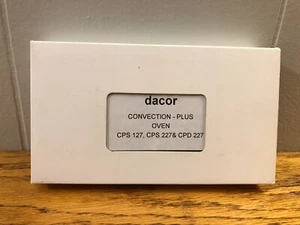 dacor
CONVECTION - PLUS
OVEN
CPS 127, CPS 227& CPD 227